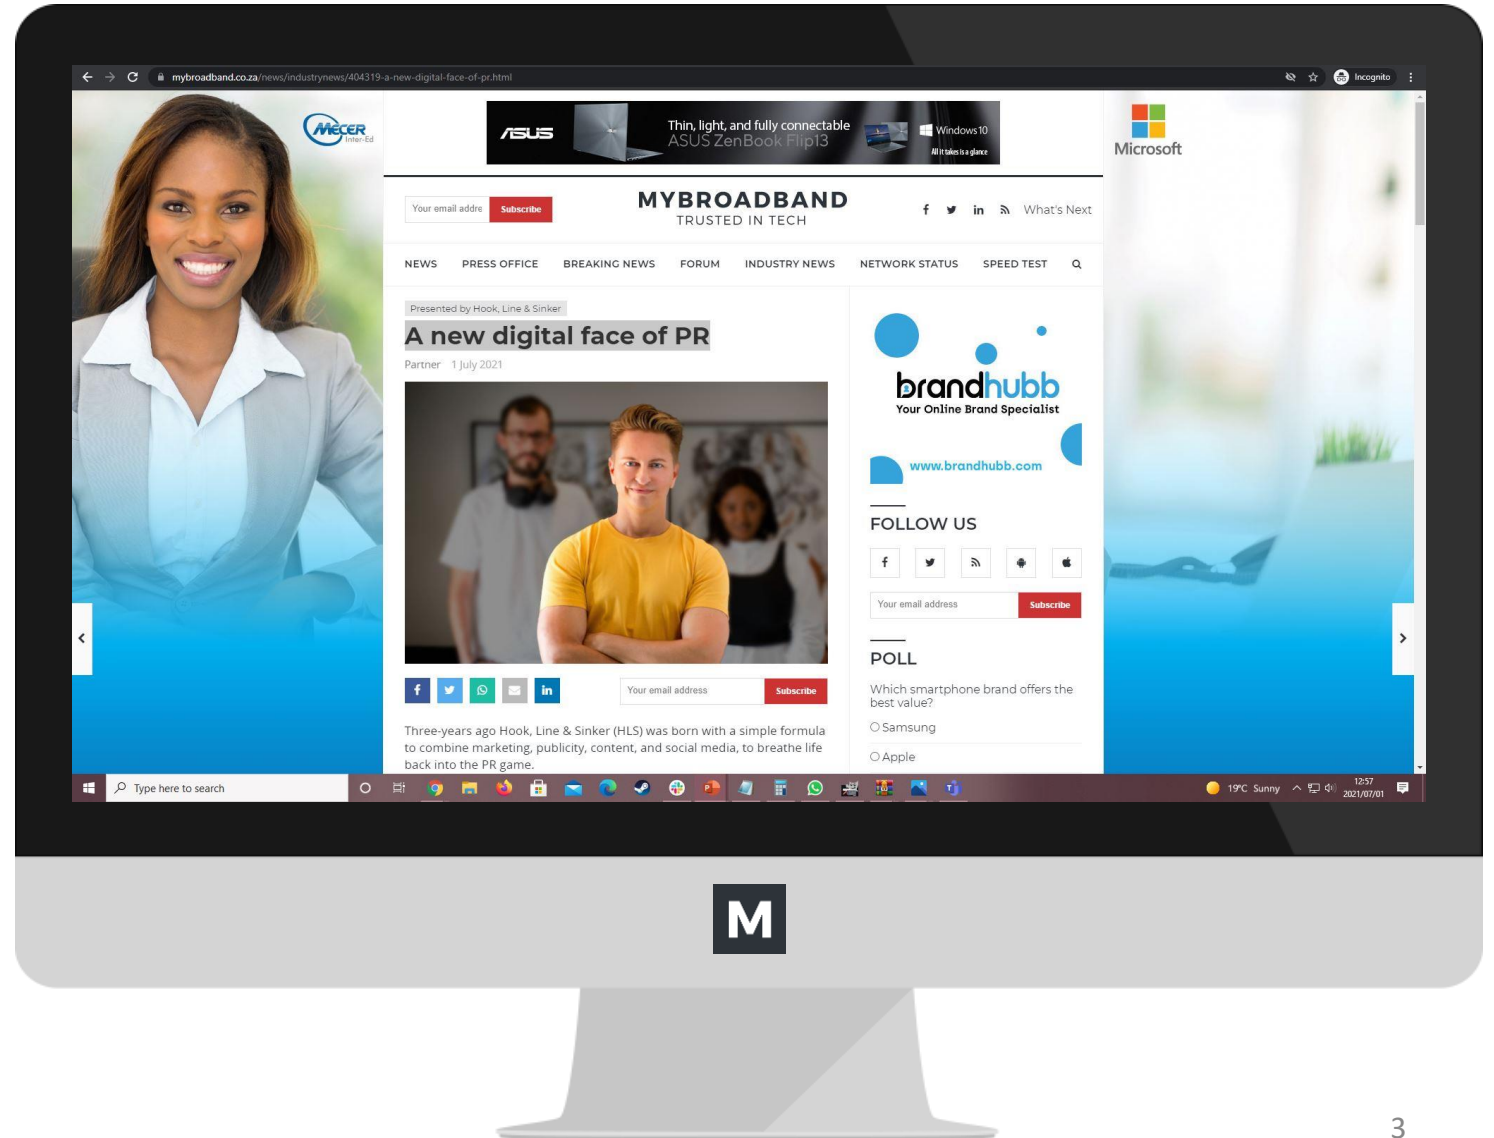 mybroadband.co.za/news/industrynews/404319-a-new-digital-face-of-pr.html
Incognito
MECER
Inter-Ed
ASUS
Thin, light, and fully connectable
ASUS ZenBook Flip13
Windows 10
All it takes is a glance
Microsoft
Your email addre
Subscribe
MYBROADBAND
TRUSTED IN TECH
What's Next
NEWS PRESS OFFICE BREAKING NEWS FORUM INDUSTRY NEWS NETWORK STATUS SPEED TEST
Presented by Hook, Line & Sinker
A new digital face of PR
Partner 1 July 2021
Your email address
Subscribe
Three-years ago Hook, Line & Sinker (HLS) was born with a simple formula
to combine marketing, publicity, content, and social media, to breathe life
back into the PR game.
brandhubb
Your Online Brand Specialist
www.brandhubb.com
FOLLOW US
Your email address
Subscribe
POLL
Which smartphone brand offers the
best value?
Samsung
Apple
Type here to search
19°C Sunny
12:57
2021/07/01
M
3